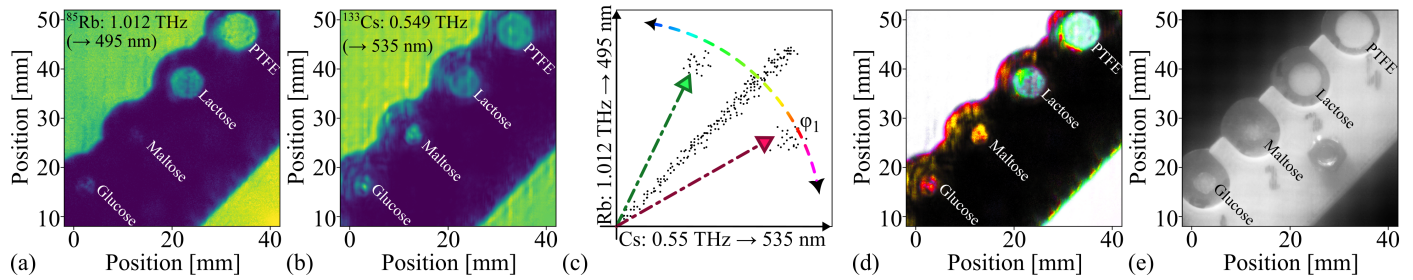 (a)
Position [mm]
50
40
30
20
10
⁸⁵Rb: 1.012 THz
(→ 495 nm)
PTFE
Lactose
Maltose
Glucose
0
20
40
Position [mm]
(b)
Position [mm]
50
40
30
20
10
¹³³Cs: 0.549 THz
(→ 535 nm)
PTFE
Lactose
Maltose
Glucose
0
20
40
Position [mm]
(c)
Rb: 1.012 THz → 495 nm
φ₁
Cs: 0.55 THz → 535 nm
(d)
Position [mm]
50
40
30
20
10
PTFE
Lactose
Maltose
Glucose
0
20
40
Position [mm]
(e)
Position [mm]
50
40
30
20
10
PTFE
Lactose
Maltose
Glucose
0
20
40
Position [mm]